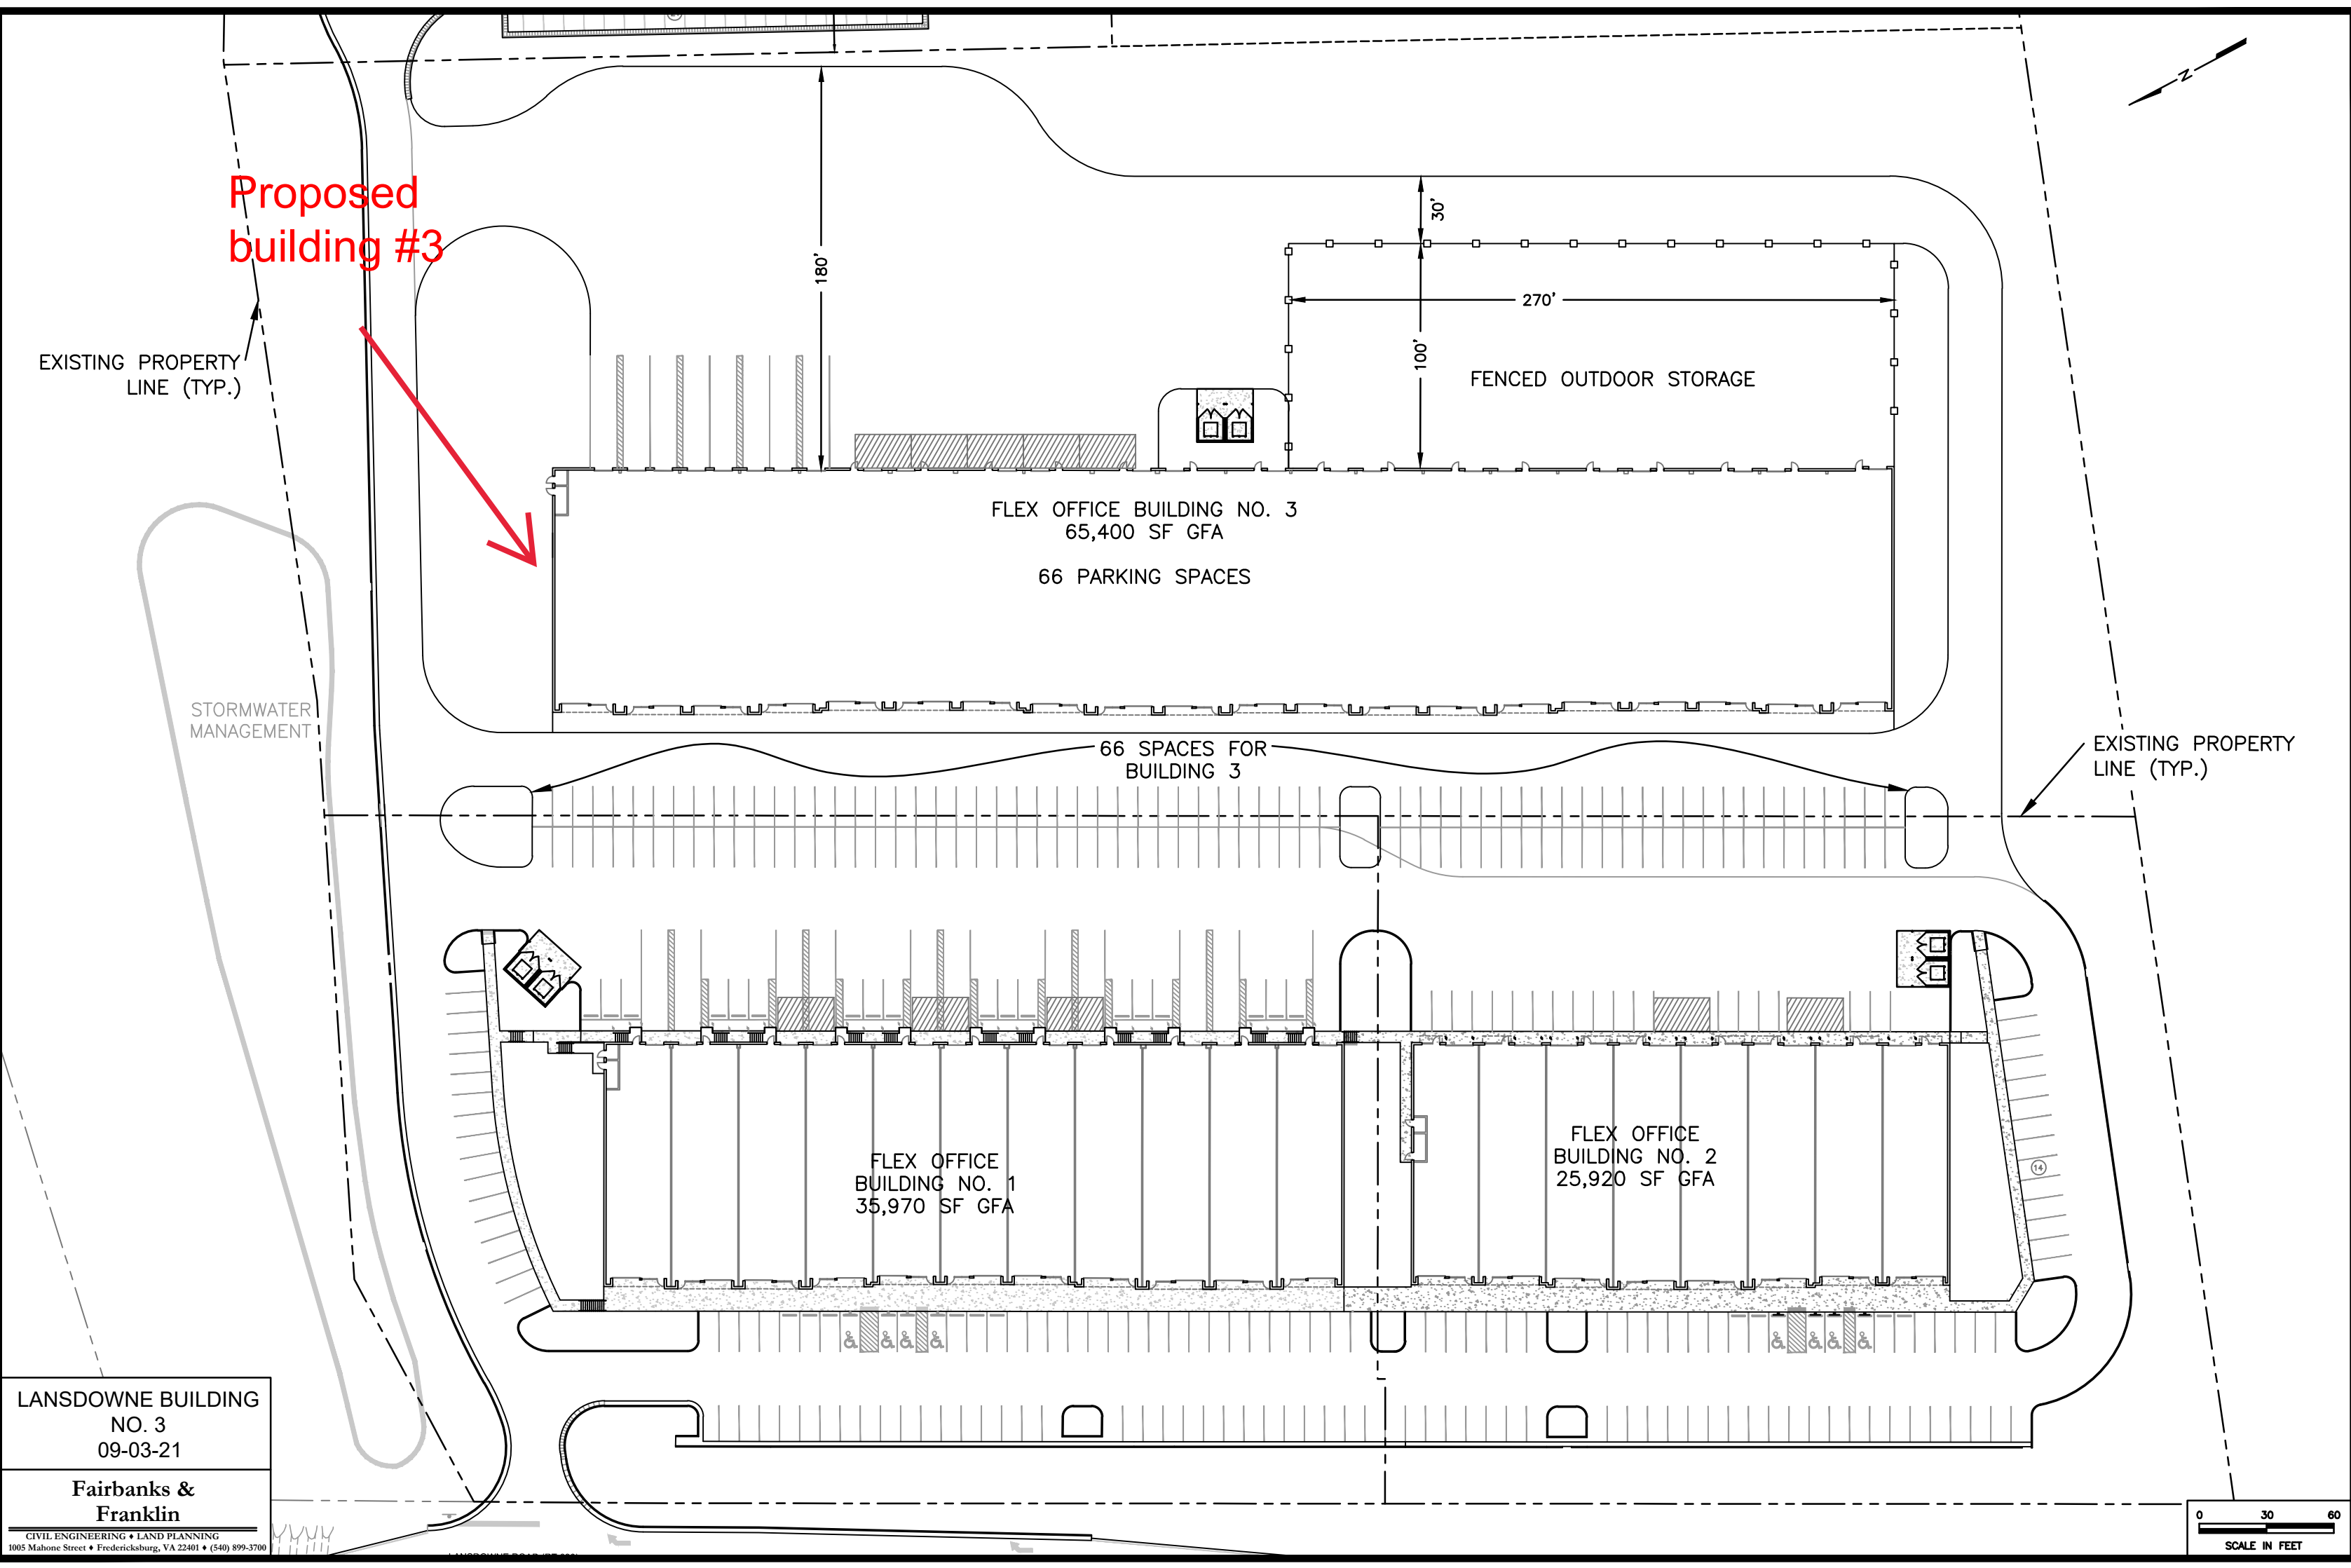 N
Proposed
building #3
30'
180'
270'
100'
EXISTING PROPERTY
LINE (TYP.)
FENCED OUTDOOR STORAGE
FLEX OFFICE BUILDING NO. 3
65,400 SF GFA
66 PARKING SPACES
STORMWATER
MANAGEMENT
66 SPACES FOR
BUILDING 3
EXISTING PROPERTY
LINE (TYP.)
FLEX OFFICE
BUILDING NO. 1
35,970 SF GFA
FLEX OFFICE
BUILDING NO. 2
25,920 SF GFA
14
LANSDOWNE BUILDING
NO. 3
09-03-21
Fairbanks &
Franklin
CIVIL ENGINEERING ♦ LAND PLANNING
1005 Mahone Street ♦ Fredericksburg, VA 22401 ♦ (540) 899-3700
0 30 60
SCALE IN FEET